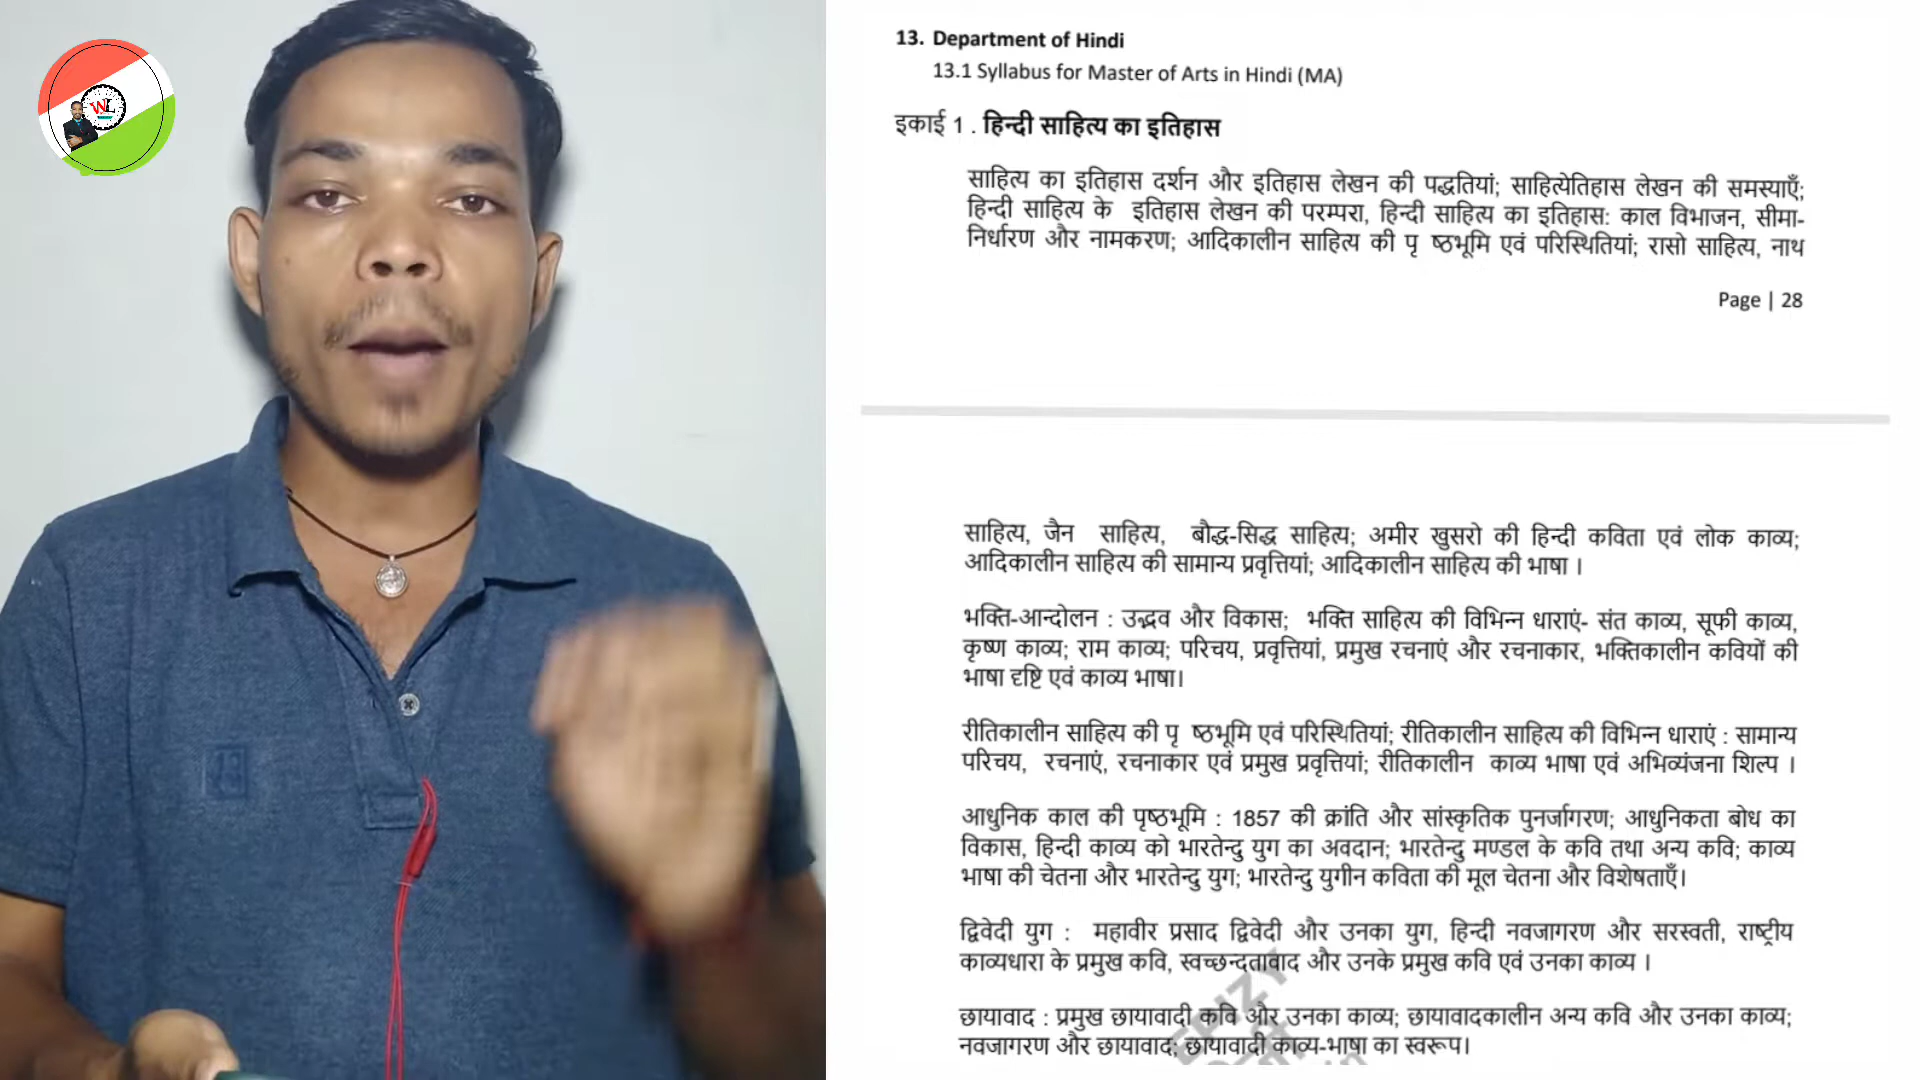 WL
13. Department of Hindi
13.1 Syllabus for Master of Arts in Hindi (MA)
इकाई 1 . हिन्दी साहित्य का इतिहास
साहित्य का इतिहास दर्शन और इतिहास लेखन की पद्धतियां; साहित्येतिहास लेखन की समस्याएँ;
हिन्दी साहित्य के इतिहास लेखन की परम्परा, हिन्दी साहित्य का इतिहास: काल विभाजन, सीमा-
निर्धारण और नामकरण; आदिकालीन साहित्य की पृ ष्ठभूमि एवं परिस्थितियां; रासो साहित्य, नाथ
Page | 28
साहित्य, जैन साहित्य, बौद्ध-सिद्ध साहित्य; अमीर खुसरो की हिन्दी कविता एवं लोक काव्य;
आदिकालीन साहित्य की सामान्य प्रवृत्तियां; आदिकालीन साहित्य की भाषा ।
भक्ति-आन्दोलन : उद्भव और विकास; भक्ति साहित्य की विभिन्न धाराएं- संत काव्य, सूफी काव्य,
कृष्ण काव्य; राम काव्य; परिचय, प्रवृत्तियां, प्रमुख रचनाएं और रचनाकार, भक्तिकालीन कवियों की
भाषा दृष्टि एवं काव्य भाषा।
रीतिकालीन साहित्य की पृ ष्ठभूमि एवं परिस्थितियां; रीतिकालीन साहित्य की विभिन्न धाराएं : सामान्य
परिचय, रचनाएं, रचनाकार एवं प्रमुख प्रवृत्तियां; रीतिकालीन काव्य भाषा एवं अभिव्यंजना शिल्प ।
आधुनिक काल की पृष्ठभूमि : 1857 की क्रांति और सांस्कृतिक पुनर्जागरण; आधुनिकता बोध का
विकास, हिन्दी काव्य को भारतेन्दु युग का अवदान; भारतेन्दु मण्डल के कवि तथा अन्य कवि; काव्य
भाषा की चेतना और भारतेन्दु युग; भारतेन्दु युगीन कविता की मूल चेतना और विशेषताएँ।
द्विवेदी युग : महावीर प्रसाद द्विवेदी और उनका युग, हिन्दी नवजागरण और सरस्वती, राष्ट्रीय
काव्यधारा के प्रमुख कवि, स्वच्छन्दतावाद और उनके प्रमुख कवि एवं उनका काव्य ।
छायावाद : प्रमुख छायावादी कवि और उनका काव्य; छायावादकालीन अन्य कवि और उनका काव्य;
नवजागरण और छायावाद; छायावादी काव्य-भाषा का स्वरूप।